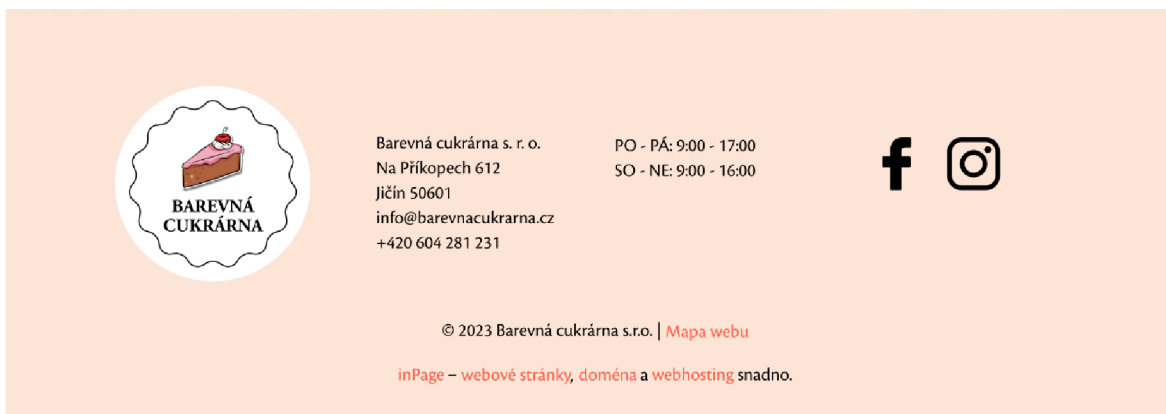 BAREVNÁ
CUKRÁRNA
Barevná cukrárna s. r. o.
Na Příkopech 612
Jičín 50601
info@barevnacukrarna.cz
+420 604 281 231
PO - PÁ: 9:00 - 17:00
SO - NE: 9:00 - 16:00
© 2023 Barevná cukrárna s.r.o. | Mapa webu
inPage – webové stránky, doména a webhosting snadno.